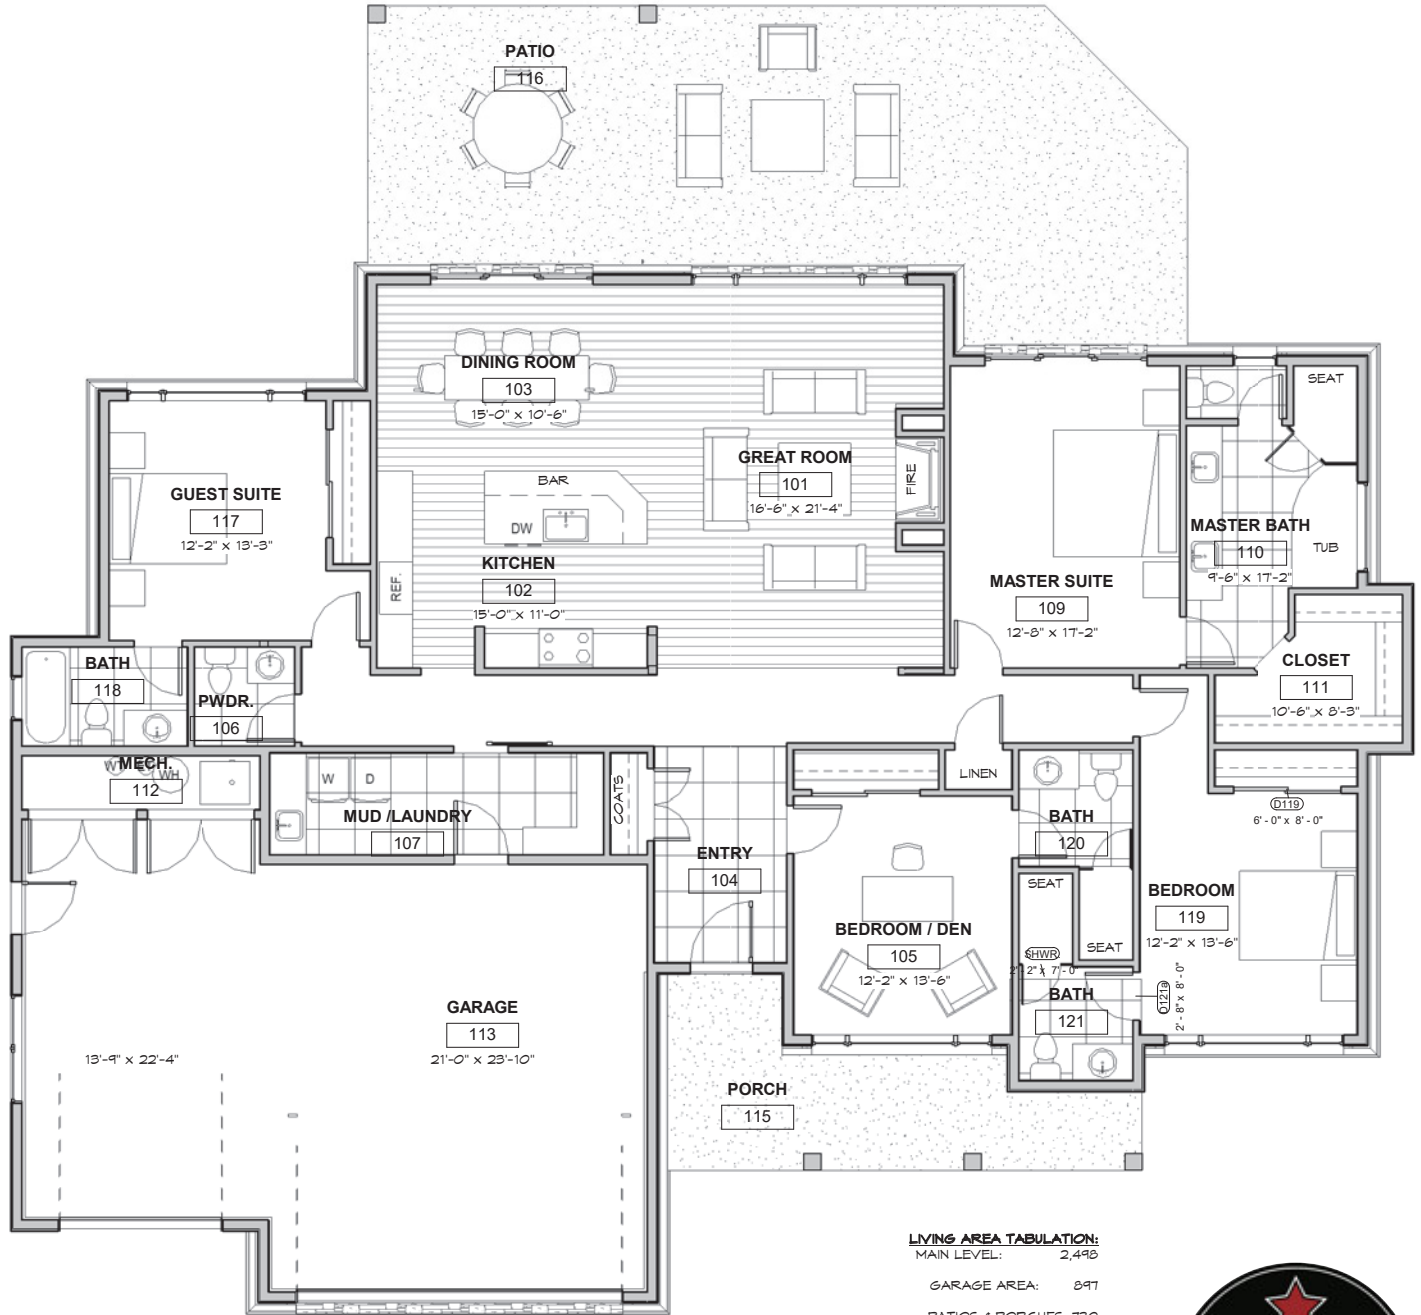 PATIO
116
DINING ROOM
103
15'-0" x 10'-6"
SEAT
GREAT ROOM
101
16'-6" x 21'-4"
FIRE
BAR
DW
GUEST SUITE
117
12'-2" x 13'-3"
MASTER BATH
110
9'-6" x 17'-2"
TUB
KITCHEN
102
15'-0" x 11'-0"
REF.
MASTER SUITE
109
12'-8" x 17'-2"
BATH
118
PWDR.
106
CLOSET
111
10'-6" x 8'-3"
MECH.
112
WH
W
D
MUD /LAUNDRY
107
COATS
LINEN
ENTRY
104
BATH
120
D119
6' - 0" x 8' - 0"
SEAT
SEAT
BEDROOM
119
12'-2" x 13'-6"
BEDROOM / DEN
105
12'-2" x 13'-6"
SHWR.
2' - 2" x 7' - 0"
BATH
121
D121a
2' - 8" x 8' - 0"
GARAGE
113
21'-0" x 23'-10"
13'-9" x 22'-4"
PORCH
115
LIVING AREA TABULATION:
MAIN LEVEL: 2,498
GARAGE AREA: 897